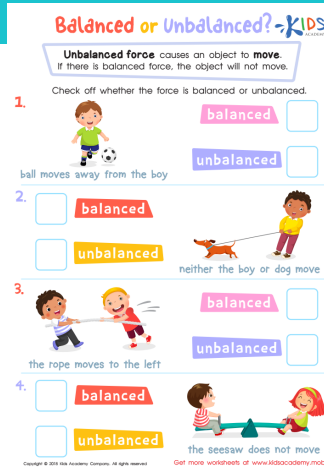 Balanced or Unbalanced?
KIDS
ACADEMY
Unbalanced force causes an object to move.
If there is balanced force, the object will not move.
Check off whether the force is balanced or unbalanced.
1.
balanced
unbalanced
ball moves away from the boy
2.
balanced
unbalanced
neither the boy or dog move
3.
balanced
unbalanced
the rope moves to the left
4.
balanced
unbalanced
the seesaw does not move
Copyright © 2018 Kids Academy Company. All rights reserved
Get more worksheets at www.kidsacademy.mobi